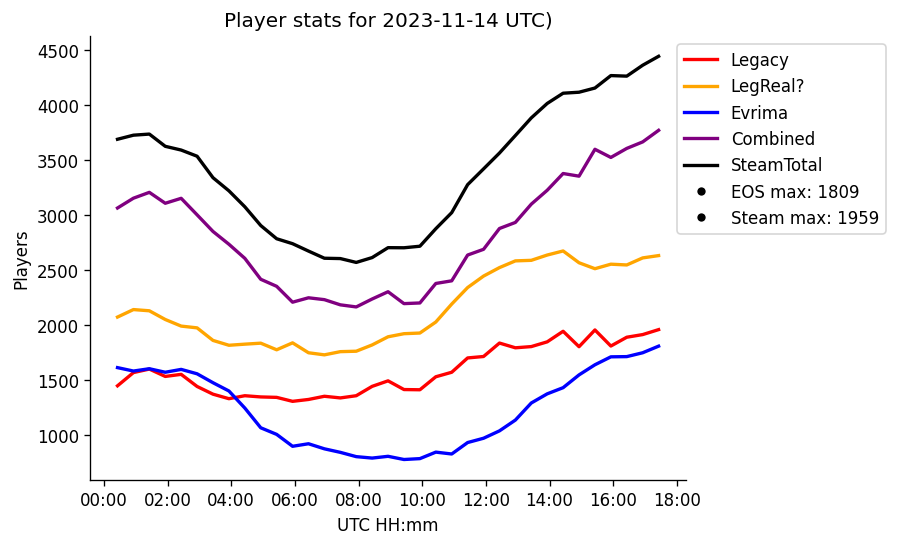 Player stats for 2023-11-14 UTC)
4500
4000
3500
3000
2500
2000
1500
1000
Players
00:00 02:00 04:00 06:00 08:00 10:00 12:00 14:00 16:00 18:00
UTC HH:mm
Legacy
LegReal?
Evrima
Combined
SteamTotal
EOS max: 1809
Steam max: 1959